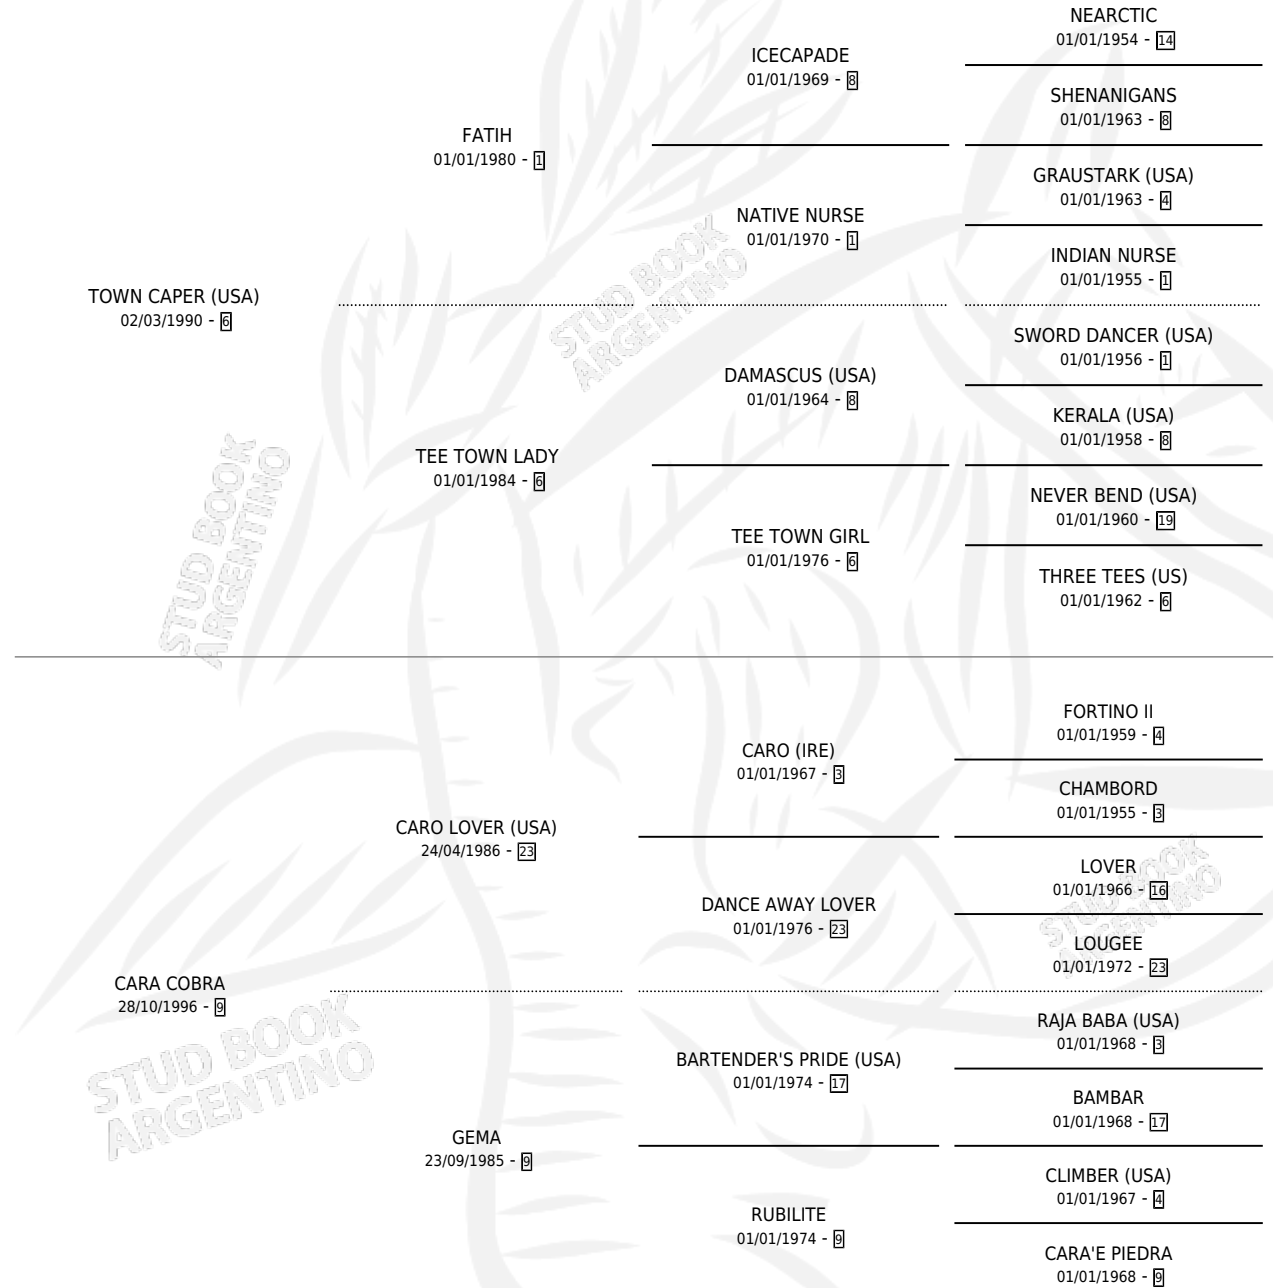 NEARCTIC
01/01/1954 - 14
ICECAPADE
01/01/1969 - 8
SHENANIGANS
01/01/1963 - 8
FATIH
01/01/1980 - 1
GRAUSTARK (USA)
01/01/1963 - 4
NATIVE NURSE
01/01/1970 - 1
INDIAN NURSE
01/01/1955 - 1
TOWN CAPER (USA)
02/03/1990 - 6
SWORD DANCER (USA)
01/01/1956 - 1
DAMASCUS (USA)
01/01/1964 - 8
KERALA (USA)
01/01/1958 - 8
TEE TOWN LADY
01/01/1984 - 6
NEVER BEND (USA)
01/01/1960 - 19
TEE TOWN GIRL
01/01/1976 - 6
THREE TEES (US)
01/01/1962 - 6
FORTINO II
01/01/1959 - 4
CARO (IRE)
01/01/1967 - 3
CHAMBORD
01/01/1955 - 3
CARO LOVER (USA)
24/04/1986 - 23
LOVER
01/01/1966 - 16
DANCE AWAY LOVER
01/01/1976 - 23
LOUGEE
01/01/1972 - 23
CARA COBRA
28/10/1996 - 9
RAJA BABA (USA)
01/01/1968 - 3
BARTENDER'S PRIDE (USA)
01/01/1974 - 17
BAMBAR
01/01/1968 - 17
GEMA
23/09/1985 - 9
CLIMBER (USA)
01/01/1967 - 4
RUBILITE
01/01/1974 - 9
CARA'E PIEDRA
01/01/1968 - 9
STUD BOOK
ARGENTINO
STUD BOOK
ARGENTINO
STUD BOOK
ARGENTINO
STUD BOOK
ARGENTINO